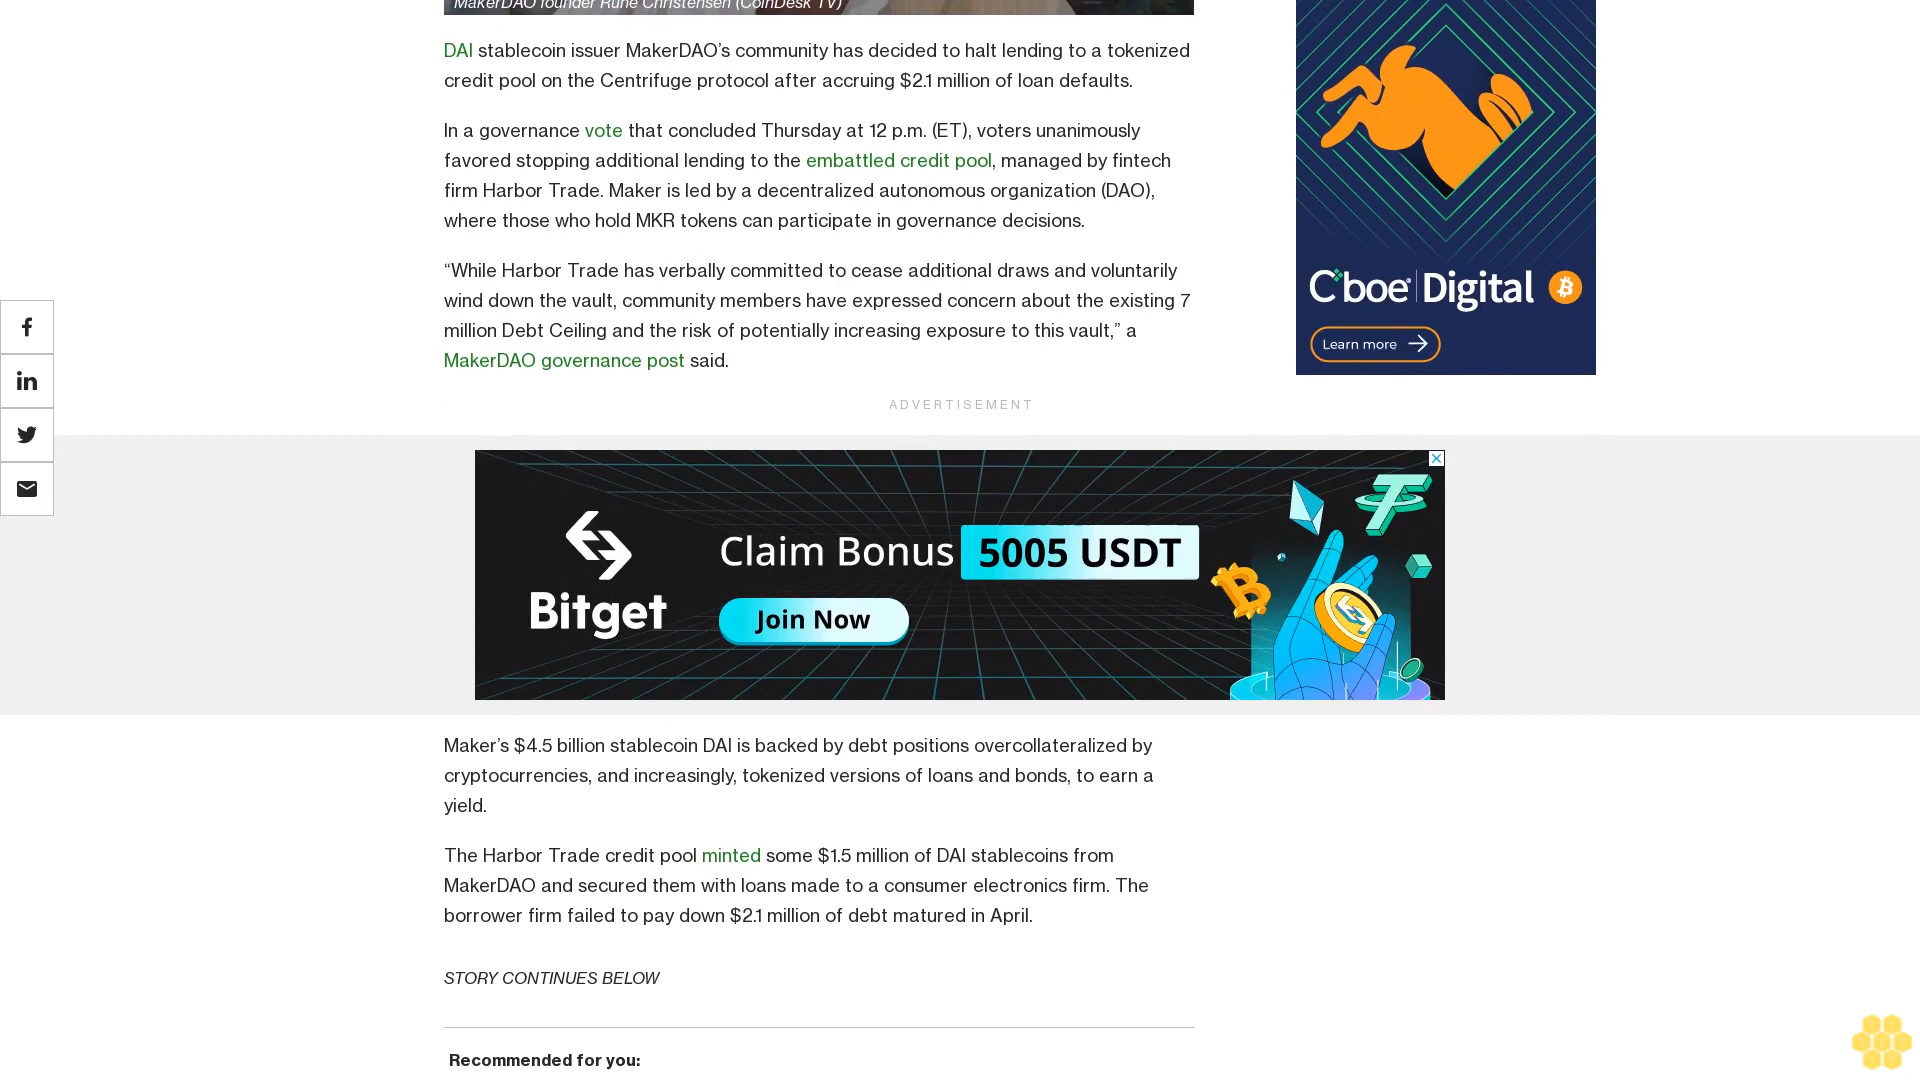 MakerDAO founder Rune Christensen (CoinDesk TV)
DAI stablecoin issuer MakerDAO’s community has decided to halt lending to a tokenized
credit pool on the Centrifuge protocol after accruing $2.1 million of loan defaults.
In a governance vote that concluded Thursday at 12 p.m. (ET), voters unanimously
favored stopping additional lending to the embattled credit pool, managed by fintech
firm Harbor Trade. Maker is led by a decentralized autonomous organization (DAO),
where those who hold MKR tokens can participate in governance decisions.
“While Harbor Trade has verbally committed to cease additional draws and voluntarily
wind down the vault, community members have expressed concern about the existing 7
million Debt Ceiling and the risk of potentially increasing exposure to this vault,” a
MakerDAO governance post said.
Cboe Digital
Learn more
ADVERTISEMENT
Bitget
Claim Bonus 5005 USDT
Join Now
Maker’s $4.5 billion stablecoin DAI is backed by debt positions overcollateralized by
cryptocurrencies, and increasingly, tokenized versions of loans and bonds, to earn a
yield.
The Harbor Trade credit pool minted some $1.5 million of DAI stablecoins from
MakerDAO and secured them with loans made to a consumer electronics firm. The
borrower firm failed to pay down $2.1 million of debt matured in April.
STORY CONTINUES BELOW
Recommended for you: